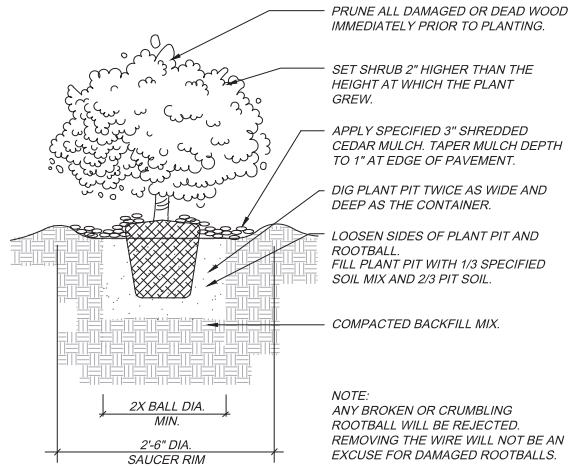 PRUNE ALL DAMAGED OR DEAD WOOD
IMMEDIATELY PRIOR TO PLANTING.
SET SHRUB 2" HIGHER THAN THE
HEIGHT AT WHICH THE PLANT
GREW.
APPLY SPECIFIED 3" SHREDDED
CEDAR MULCH. TAPER MULCH DEPTH
TO 1" AT EDGE OF PAVEMENT.
DIG PLANT PIT TWICE AS WIDE AND
DEEP AS THE CONTAINER.
LOOSEN SIDES OF PLANT PIT AND
ROOTBALL.
FILL PLANT PIT WITH 1/3 SPECIFIED
SOIL MIX AND 2/3 PIT SOIL.
COMPACTED BACKFILL MIX.
2X BALL DIA.
MIN.
2'-6" DIA.
SAUCER RIM
NOTE:
ANY BROKEN OR CRUMBLING
ROOTBALL WILL BE REJECTED.
REMOVING THE WIRE WILL NOT BE AN
EXCUSE FOR DAMAGED ROOTBALLS.